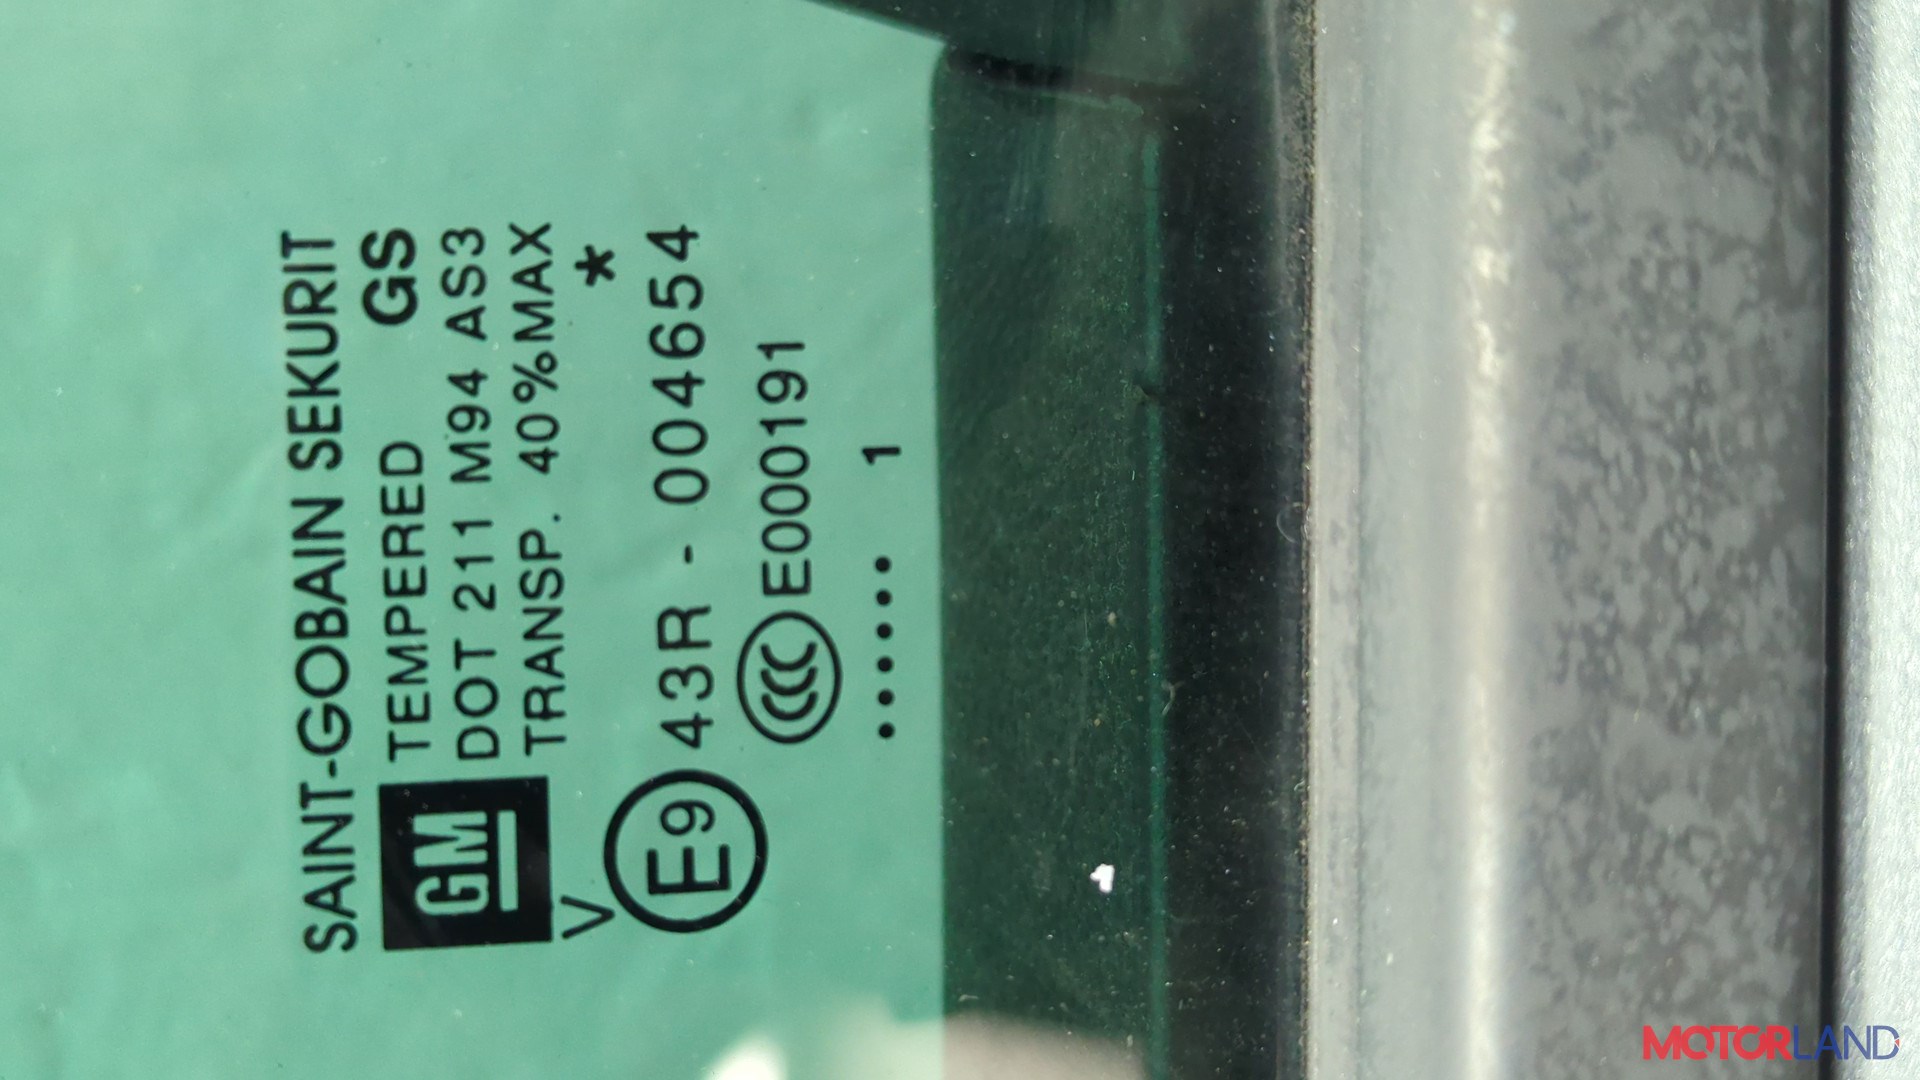 SAINT-GOBAIN SEKURIT
GM
TEMPERED GS
DOT 211 M94 AS3
TRANSP. 40%MAX
V *
E9 43R - 004654
CCC E000191
...... 1
MOTORLAND